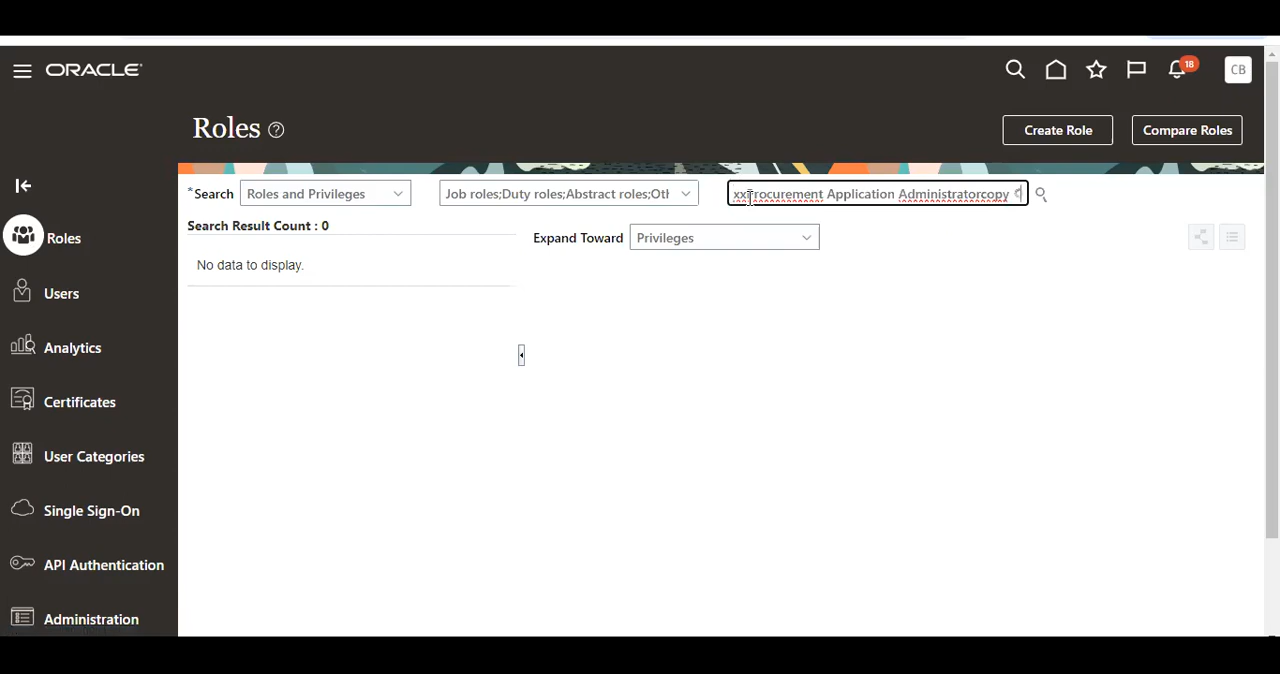 ORACLE
18
CB
Roles
Create Role
Compare Roles
*Search
Roles and Privileges
Job roles;Duty roles;Abstract roles;Otl
xxProcurement Application Administratorcopy
Search Result Count : 0
Expand Toward
Privileges
No data to display.
Roles
Users
Analytics
Certificates
User Categories
Single Sign-On
API Authentication
Administration